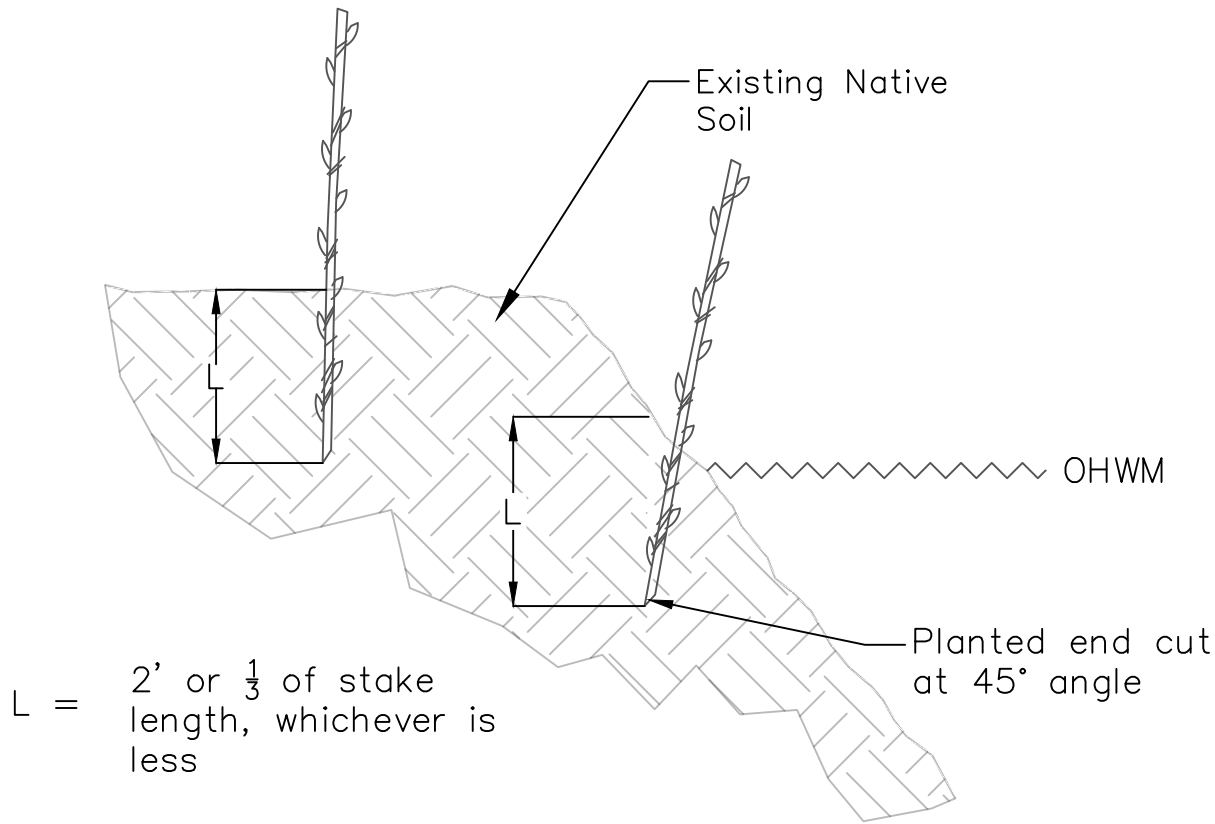 Existing Native
Soil
L
L
OHWM
Planted end cut
at 45° angle
L = 2' or 1/3 of stake
length, whichever is
less